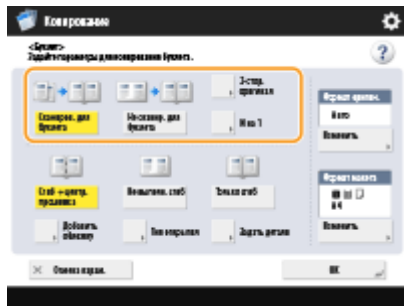 Копирование
<Буклет>
Задайте параметры для копирования буклета.
?
Сканиров. для
буклета
Не сканир. для
буклета
2-стор.
оригинал
N на 1
Формат оригин.
Авто
Изменить
Сгиб + центр.
прошивка
Не выполн. сгиб
Только сгиб
Добавить
обложку
Тип открытия
Задать детали
Формат макета
A4
Изменить
× Отмена парам.
OK